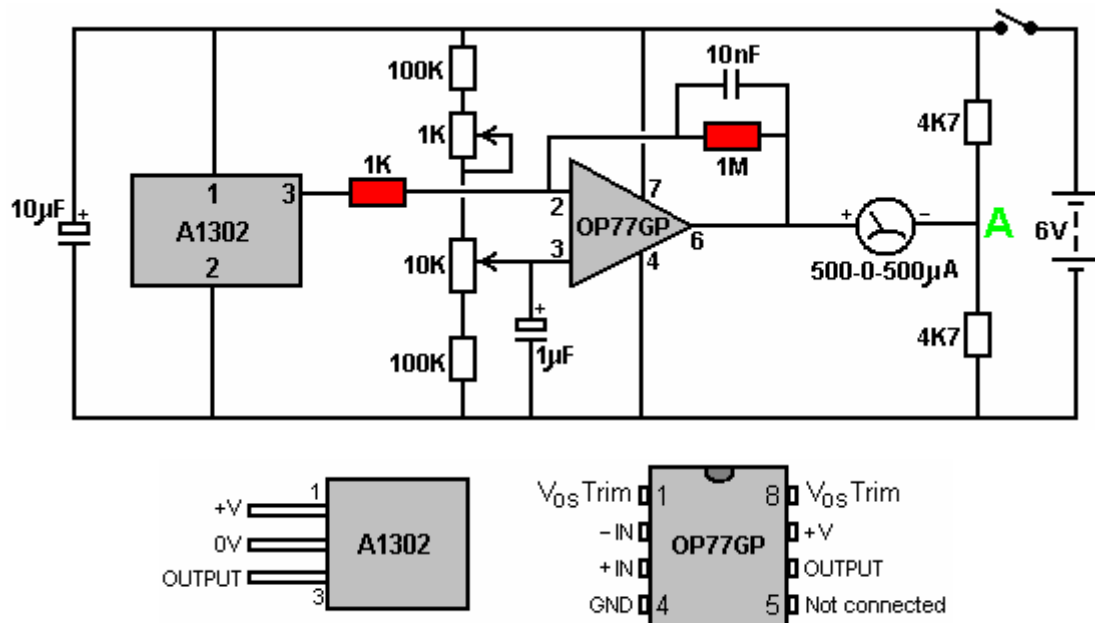 100K
10nF
1K
1K
1M
4K7
1
3
2
7
10µF
+
A1302
OP77GP
6
+
−
A
6V
2
10K
3
4
500-0-500µA
+
100K
1µF
4K7
1
+V
0V
A1302
OUTPUT
3
V0S Trim
1
8
V0S Trim
− IN
+V
OP77GP
+ IN
OUTPUT
GND
4
5
Not connected